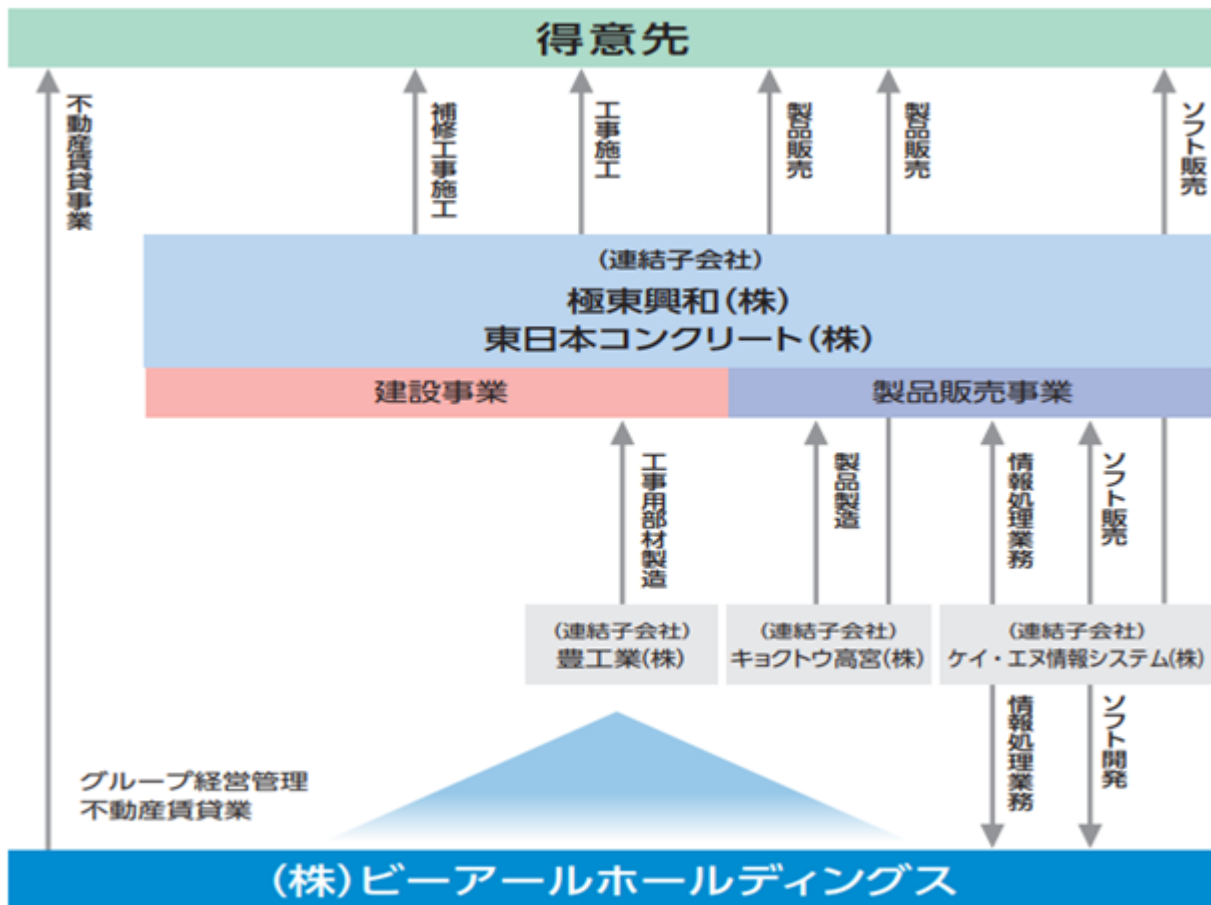 得意先
不動産賃貸事業
補修工事施工
工事施工
製品販売
製品販売
ソフト販売
(連結子会社)
極東興和(株)
東日本コンクリート(株)
建設事業
製品販売事業
工事用部材製造
製品製造
情報処理業務
ソフト販売
(連結子会社)
豊工業(株)
(連結子会社)
キョクトウ高宮(株)
(連結子会社)
ケイ・エヌ情報システム(株)
情報処理業務
ソフト開発
グループ経営管理
不動産賃貸業
(株)ビーアールホールディングス